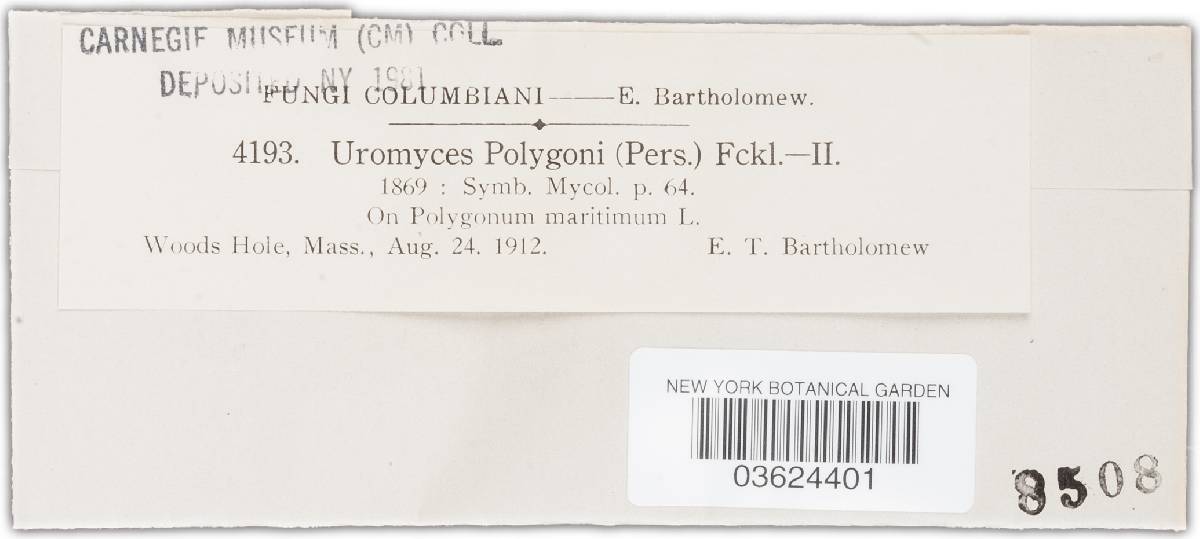 CARNEGIE MUSEUM (CM) COLL.
DEPOSITED NY 1981
FUNGI COLUMBIANI——E. Bartholomew.
4193. Uromyces Polygoni (Pers.) Fckl.—II.
1869 : Symb. Mycol. p. 64.
On Polygonum maritimum L.
Woods Hole, Mass., Aug. 24. 1912. E. T. Bartholomew
NEW YORK BOTANICAL GARDEN
03624401
8508